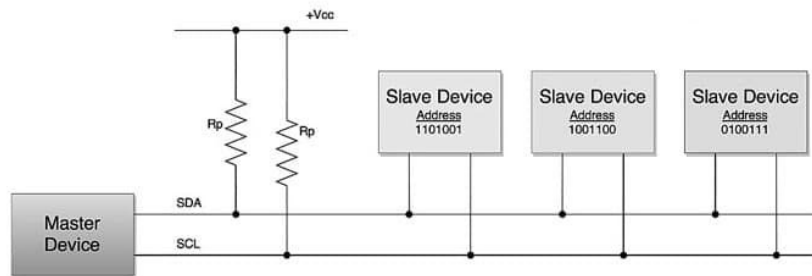 +Vcc
Rp
Rp
Slave Device
Address
1101001
Slave Device
Address
1001100
Slave Device
Address
0100111
Master
Device
SDA
SCL